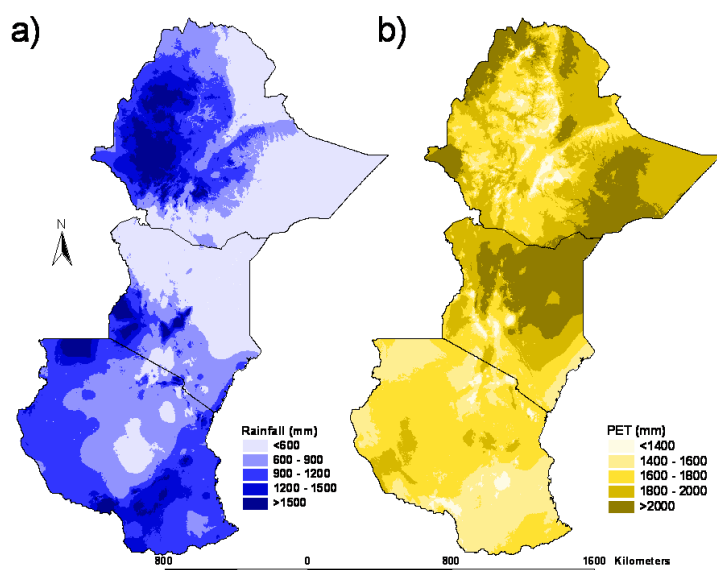 a)
b)
N
Rainfall (mm)
<600
600 - 900
900 - 1200
1200 - 1500
>1500
PET (mm)
<1400
1400 - 1600
1600 - 1800
1800 - 2000
>2000
800 0 800 1600 Kilometers